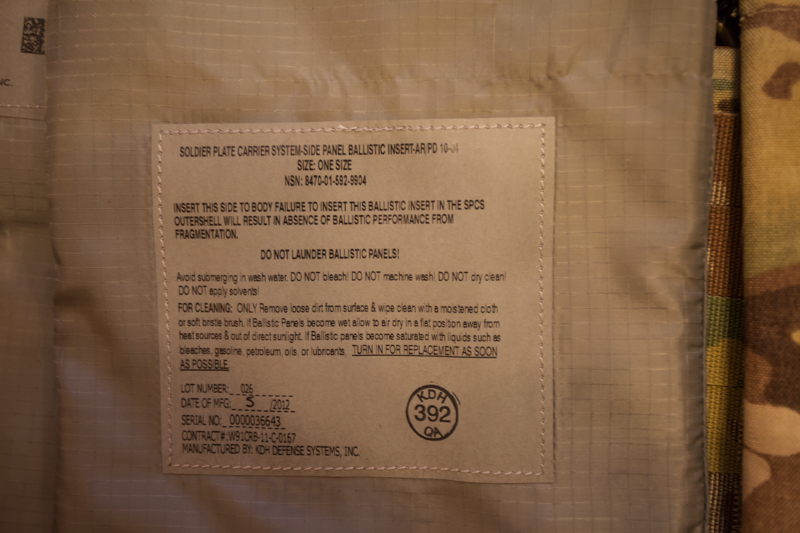 NC.
SOLDIER PLATE CARRIER SYSTEM-SIDE PANEL BALLISTIC INSERT-AR/PD 10-04
SIZE: ONE SIZE
NSN: 8470-01-592-9904
INSERT THIS SIDE TO BODY FAILURE TO INSERT THIS BALLISTIC INSERT IN THE SPCS
OUTERSHELL WILL RESULT IN ABSENCE OF BALLISTIC PERFORMANCE FROM
FRAGMENTATION.
DO NOT LAUNDER BALLISTIC PANELS!
Avoid submerging in wash water. DO NOT bleach! DO NOT machine wash! DO NOT dry clean!
DO NOT apply solvents!
FOR CLEANING: ONLY Remove loose dirt from surface & wipe clean with a moistened cloth
or soft bristle brush. If Ballistic Panels become wet allow to air dry in a flat position away from
heat sources & out of direct sunlight. If Ballistic panels become saturated with liquids such as
bleaches, gasoline, petroleum, oils, or lubricants, TURN IN FOR REPLACEMENT AS SOON
AS POSSIBLE
LOT NUMBER: 026
DATE OF MFG: 5 /2012
SERIAL NO: 0000036643
CONTRACT#: W91CRB-11-C-0167
MANUFACTURED BY: KDH DEFENSE SYSTEMS, INC.
KDH
392
QA